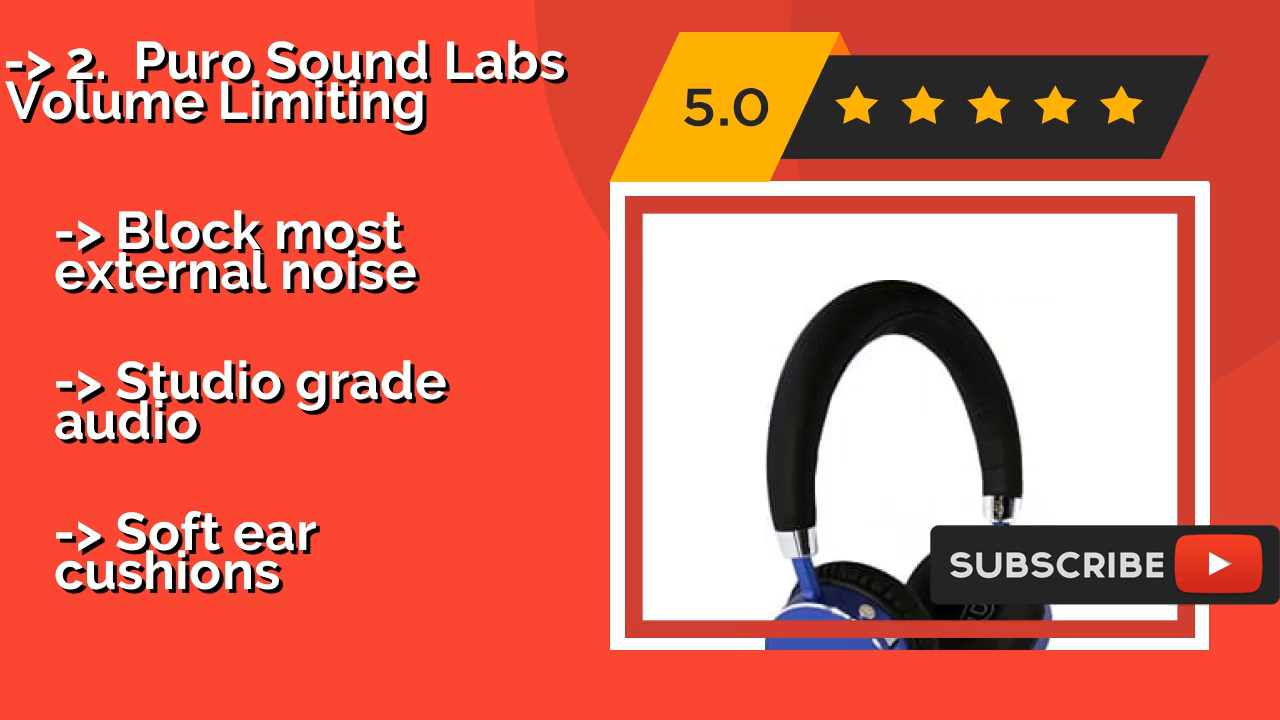 -> 2.  Puro Sound Labs
Volume Limiting
5.0
-> Block most
external noise
-> Studio grade
audio
-> Soft ear
cushions
SUBSCRIBE